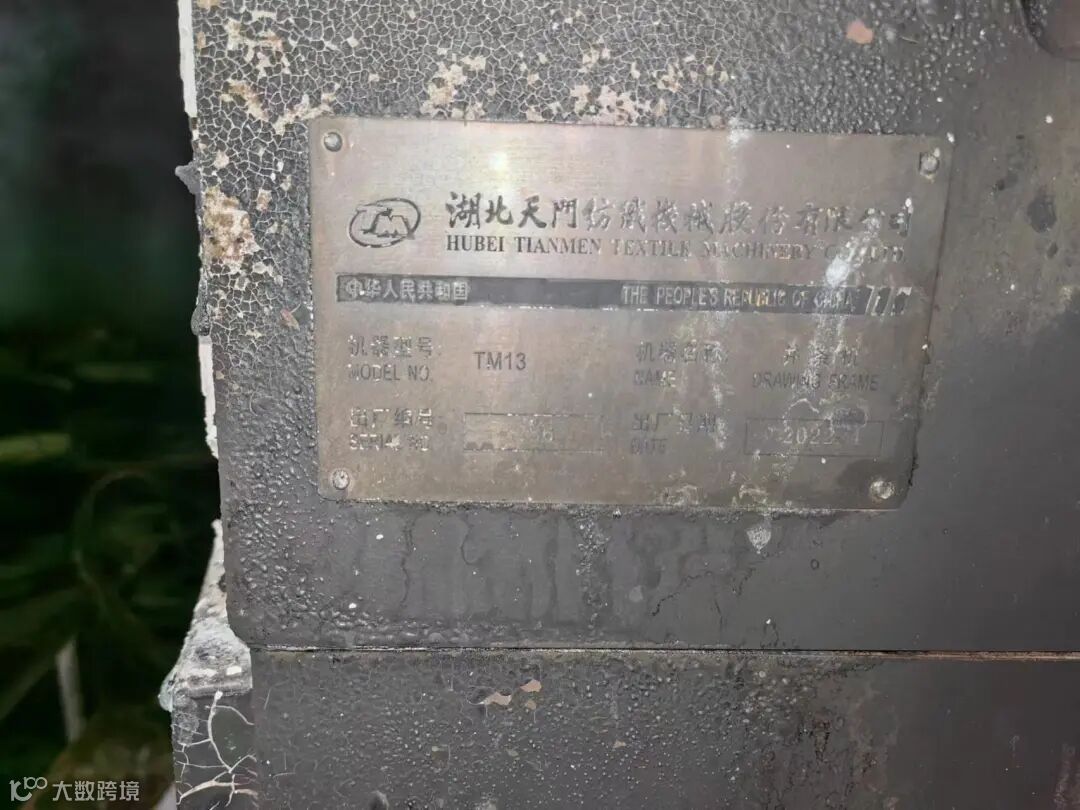 湖北天門紡織機械股份有限公司
HUBEI TIANMEN TEXTILE MACHINERY CO., LTD.
中华人民共和国 THE PEOPLE'S REPUBLIC OF CHINA
机器型号: TM13 机器名称: 并条机
MODEL NO. NAME DRAWING FRAME
出厂编号: 出厂日期:
SERIAL NO DATE 2022
大数跨境